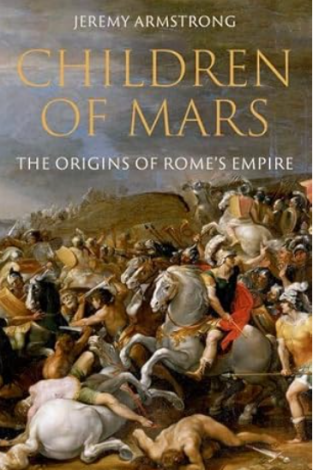 JEREMY ARMSTRONG
CHILDREN
OF MARS
THE ORIGINS OF ROME'S EMPIRE